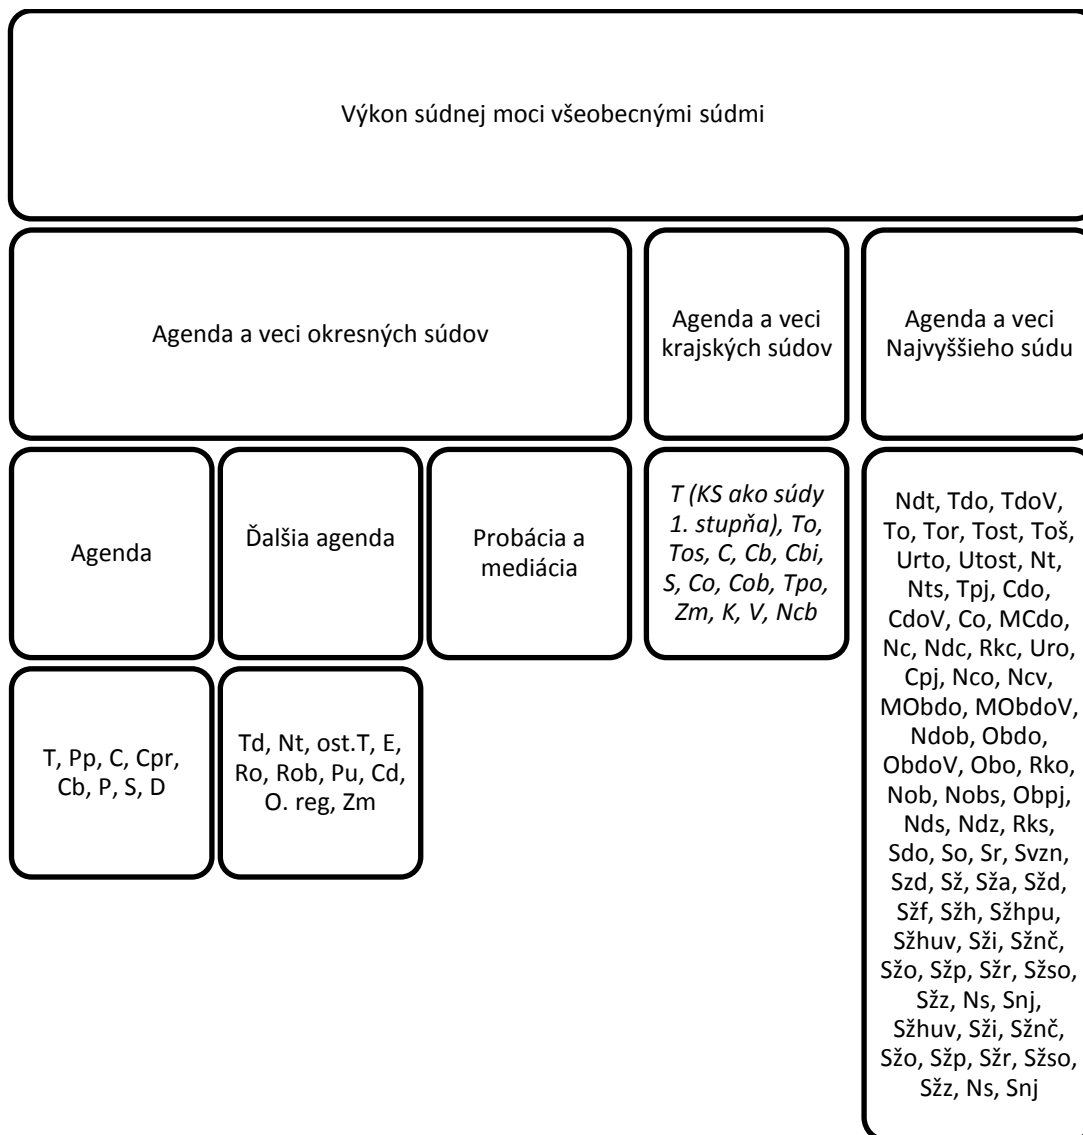 Výkon súdnej moci všeobecnými súdmi
Agenda a veci okresných súdov
Agenda a veci
krajských súdov
Agenda a veci
Najvyššieho súdu
Agenda
Ďalšia agenda
Probácia a
mediácia
T (KS ako súdy
1. stupňa), To,
Tos, C, Cb, Cbi,
S, Co, Cob, Tpo,
Zm, K, V, Ncb
Ndt, Tdo, TdoV,
To, Tor, Tost, Toš,
Urto, Utost, Nt,
Nts, Tpj, Cdo,
CdoV, Co, MCdo,
Nc, Ndc, Rkc, Uro,
Cpj, Nco, Ncv,
MObdo, MObdoV,
Ndob, Obdo,
ObdoV, Obo, Rko,
Nob, Nobs, Obpj,
Nds, Ndz, Rks,
Sdo, So, Sr, Svzn,
Szd, Sž, Sža, Sžd,
Sžf, Sžh, Sžhpu,
Sžhuv, Sži, Sžnč,
Sžo, Sžp, Sžr, Sžso,
Sžz, Ns, Snj,
Sžhuv, Sži, Sžnč,
Sžo, Sžp, Sžr, Sžso,
Sžz, Ns, Snj
T, Pp, C, Cpr,
Cb, P, S, D
Td, Nt, ost.T, E,
Ro, Rob, Pu, Cd,
O. reg, Zm